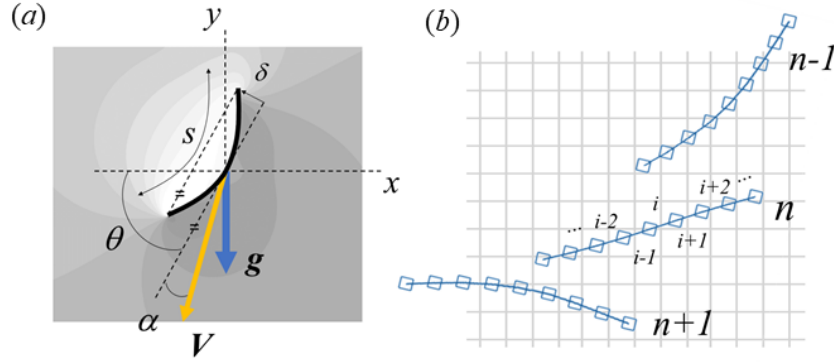 (a)
y
δ
s
x
θ
g
α
V
(b)
n-1
i+2 ...
n
i
... i-2
i+1
i-1
n+1